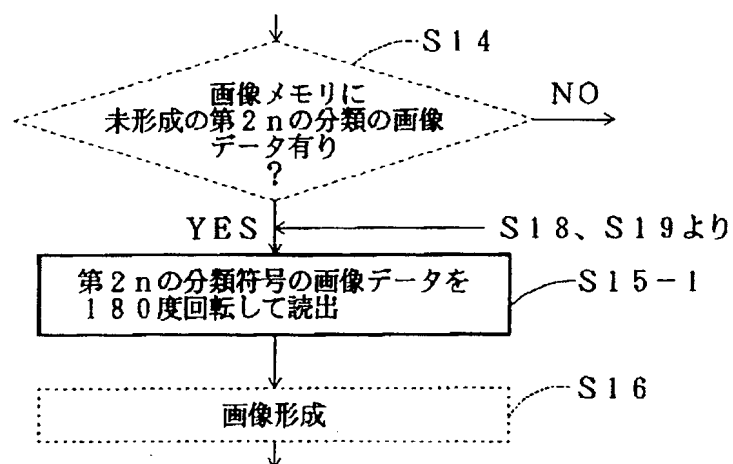 S14
画像メモリに
未形成の第2nの分類の画像
データ有り
?
NO
YES
S18、S19より
第2nの分類符号の画像データを
180度回転して読出
S15-1
画像形成
S16